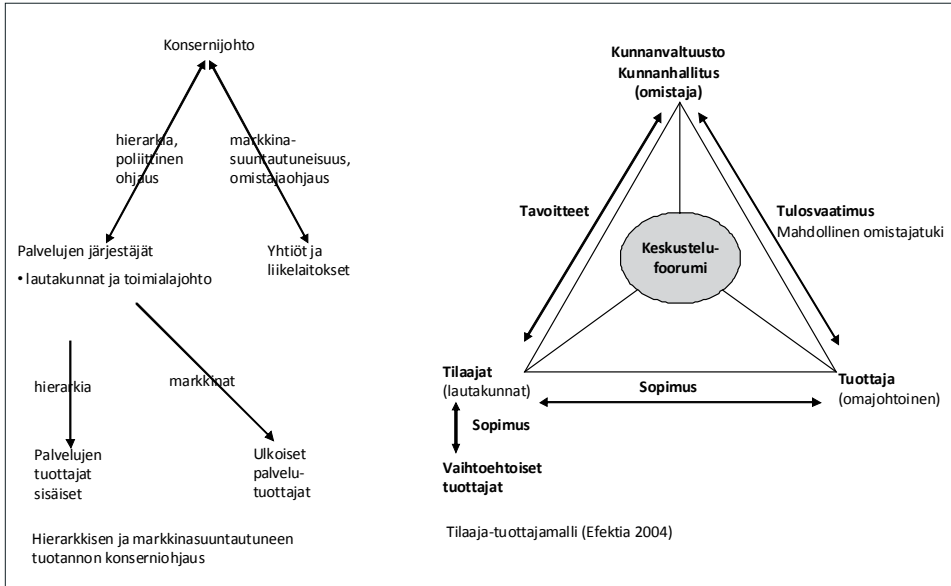 Konsernijohto
hierarkia,
poliittinen
ohjaus
markkina-
suuntautuneisuus,
omistajaohjaus
Palvelujen järjestäjät
• lautakunnat ja toimialajohto
Yhtiöt ja
liikelaitokset
hierarkia
markkinat
Palvelujen
tuottajat
sisäiset
Ulkoiset
palvelu-
tuottajat
Hierarkkisen ja markkinasuuntautuneen
tuotannon konserniohjaus
Kunnanvaltuusto
Kunnanhallitus
(omistaja)
Tavoitteet
Tulosvaatimus
Mahdollinen omistajatuki
Keskustelu-
foorumi
Tilaajat
(lautakunnat)
Sopimus
Tuottaja
(omajohtoinen)
Sopimus
Vaihtoehtoiset
tuottajat
Tilaaja-tuottajamalli (Efektia 2004)